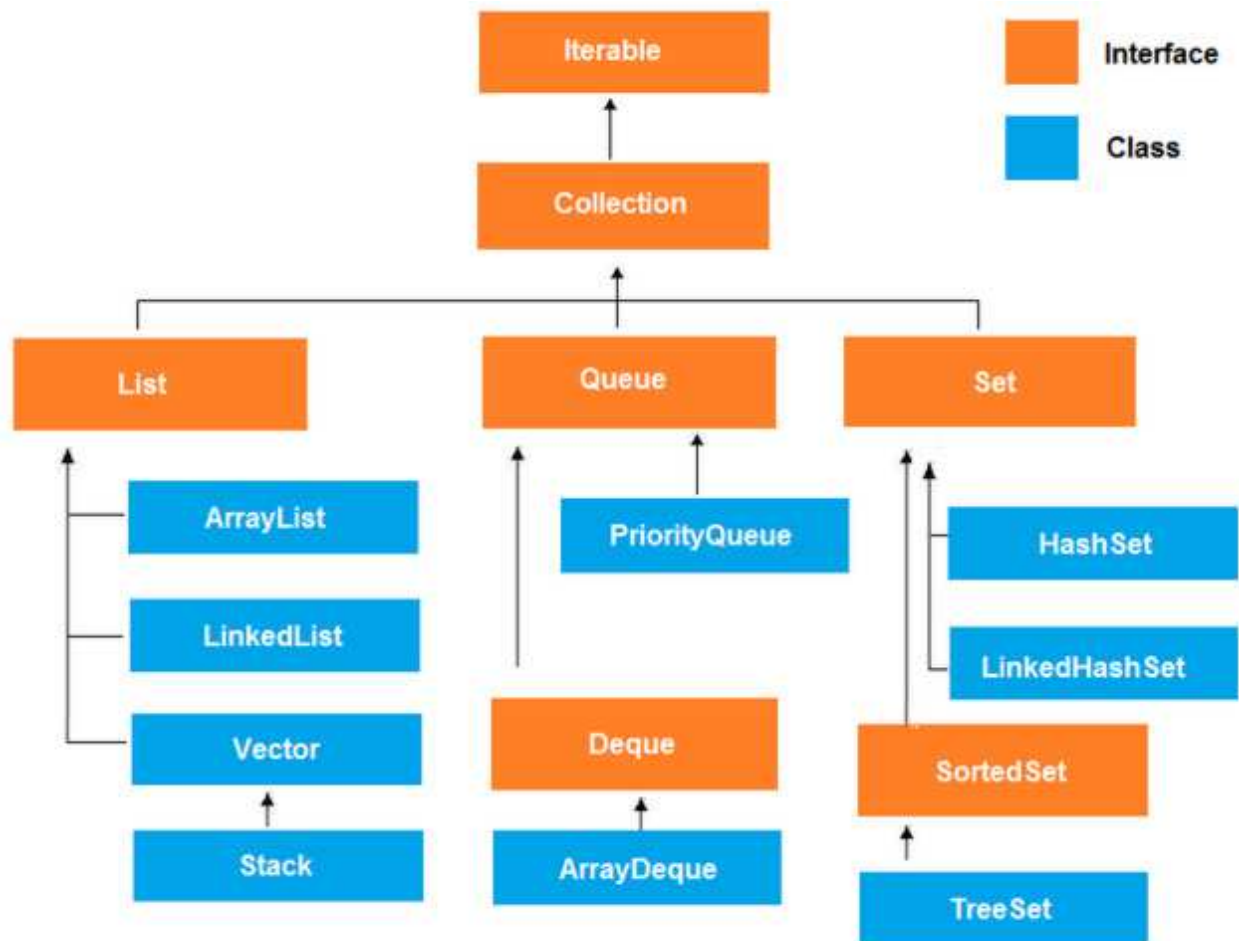 Iterable
Interface
Class
Collection
List
Queue
Set
ArrayList
PriorityQueue
HashSet
LinkedList
LinkedHashSet
Vector
Deque
SortedSet
Stack
ArrayDeque
TreeSet